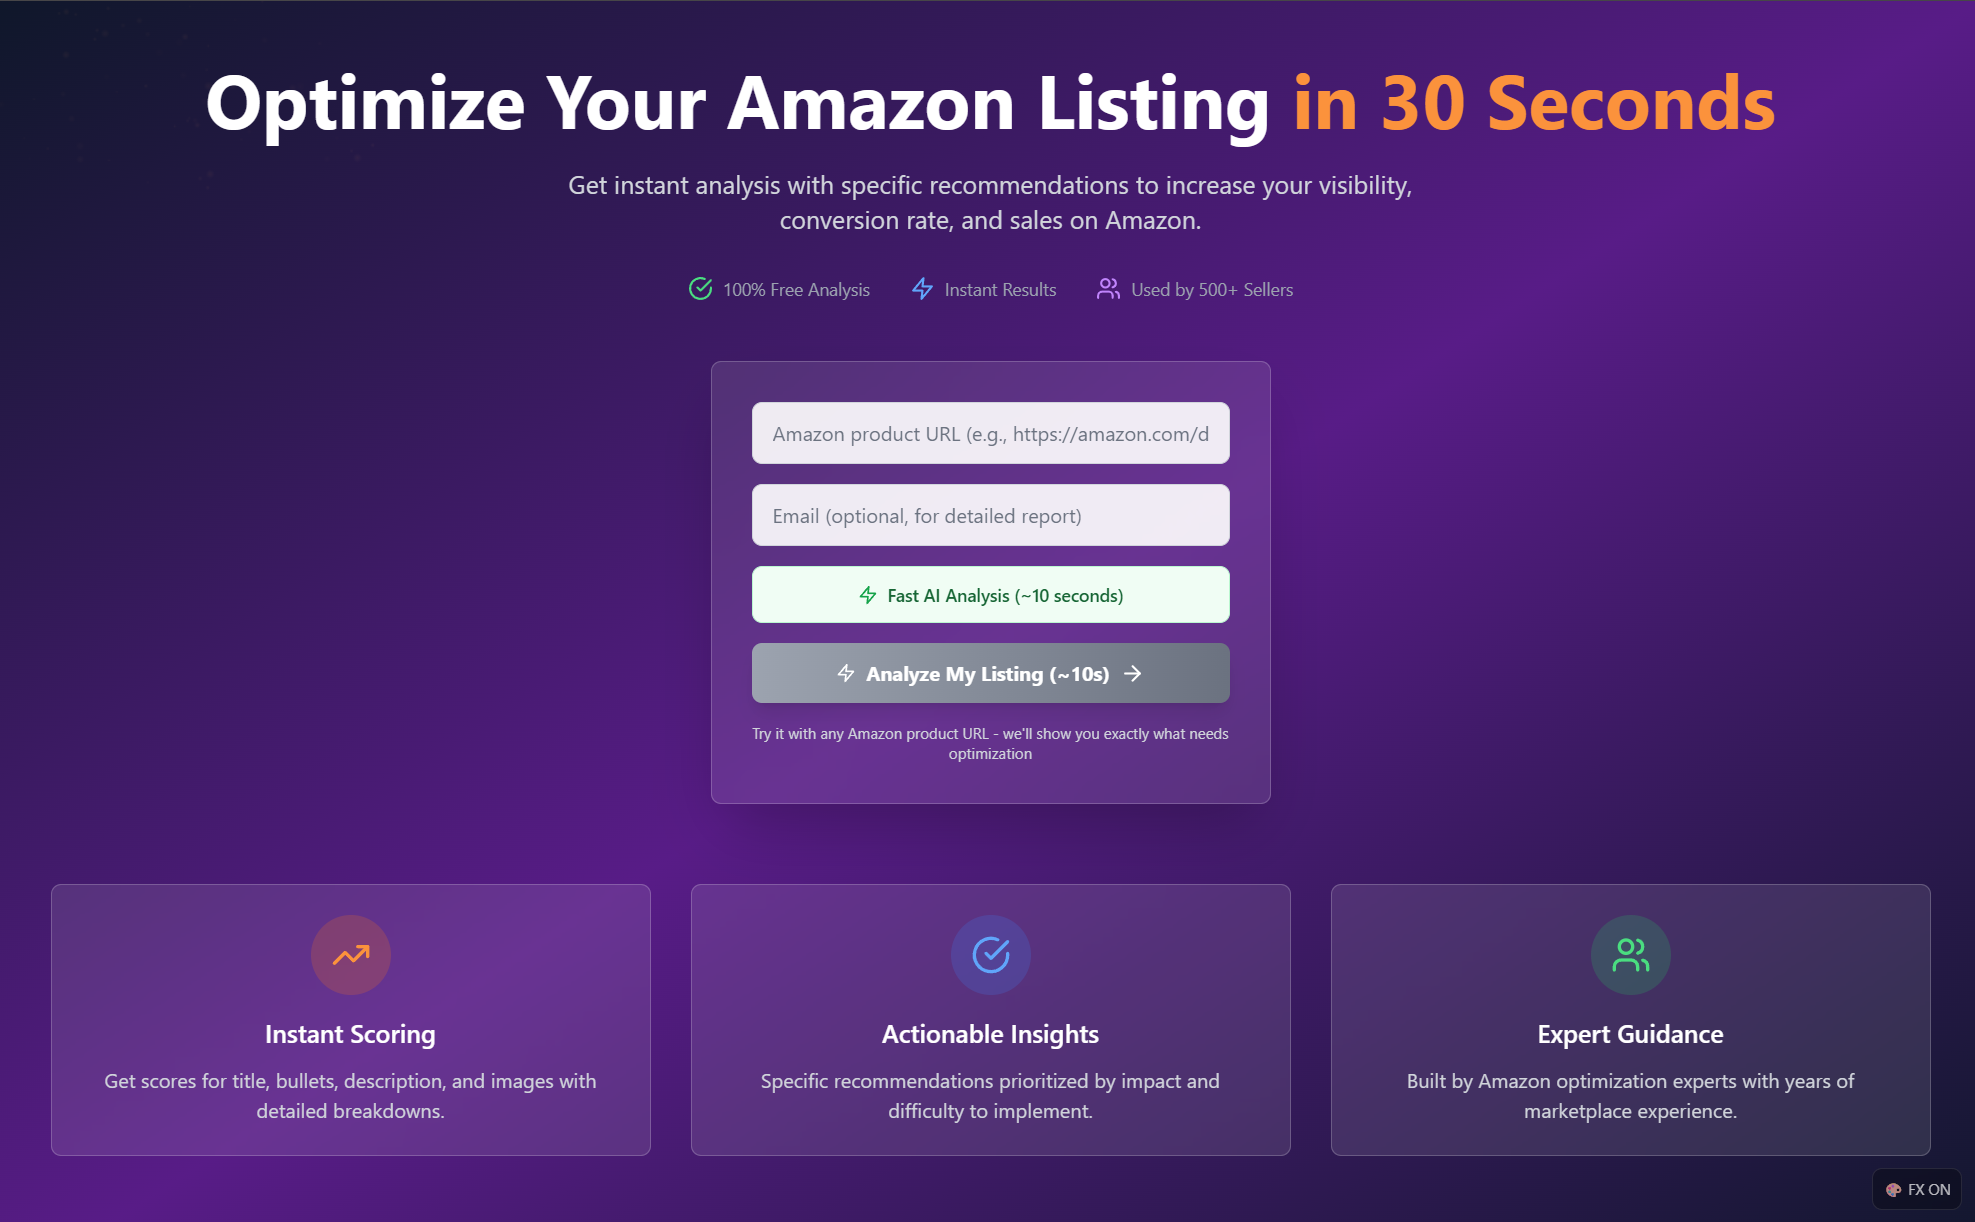 Optimize Your Amazon Listing in 30 Seconds
Get instant analysis with specific recommendations to increase your visibility,
conversion rate, and sales on Amazon.
100% Free Analysis
Instant Results
Used by 500+ Sellers
Amazon product URL (e.g., https://amazon.com/d
Email (optional, for detailed report)
Fast AI Analysis (~10 seconds)
Analyze My Listing (~10s) →
Try it with any Amazon product URL - we'll show you exactly what needs
optimization
Instant Scoring
Get scores for title, bullets, description, and images with
detailed breakdowns.
Actionable Insights
Specific recommendations prioritized by impact and
difficulty to implement.
Expert Guidance
Built by Amazon optimization experts with years of
marketplace experience.
🎨 FX ON